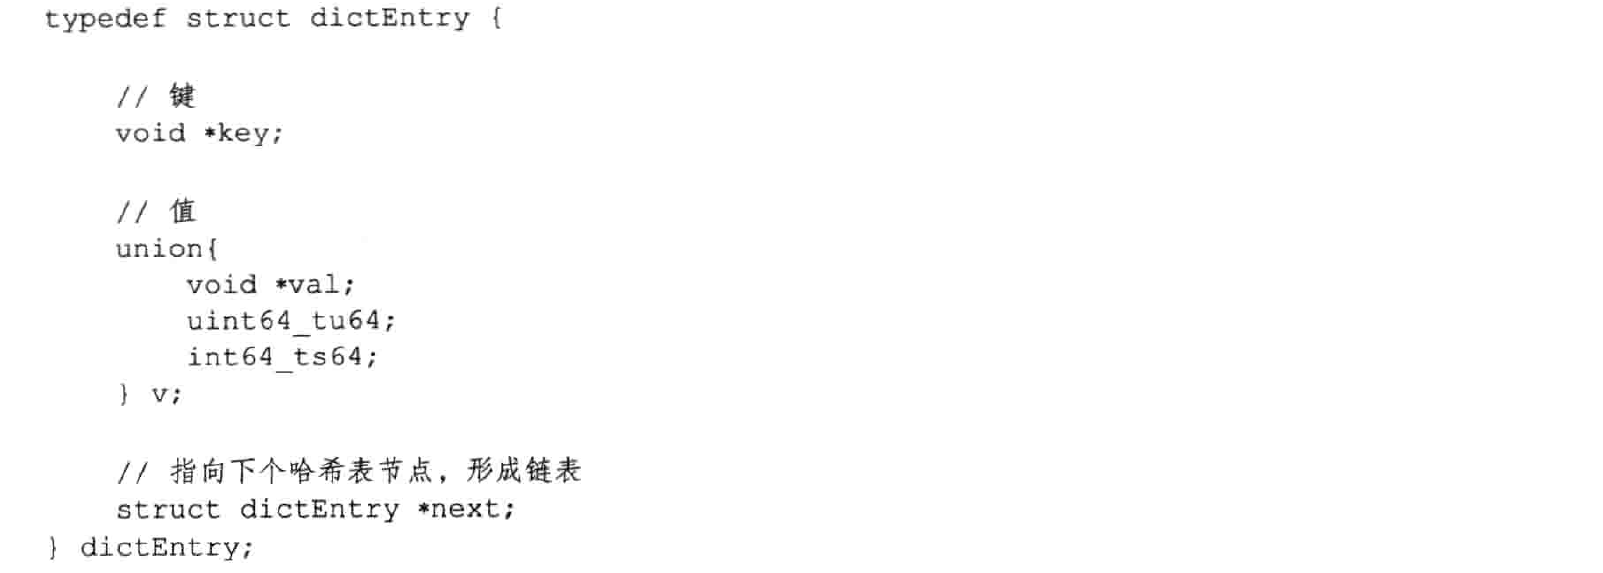 typedef struct dictEntry {
// 键
void *key;
// 值
union{
void *val;
uint64_tu64;
int64_ts64;
} v;
// 指向下个哈希表节点，形成链表
struct dictEntry *next;
} dictEntry;